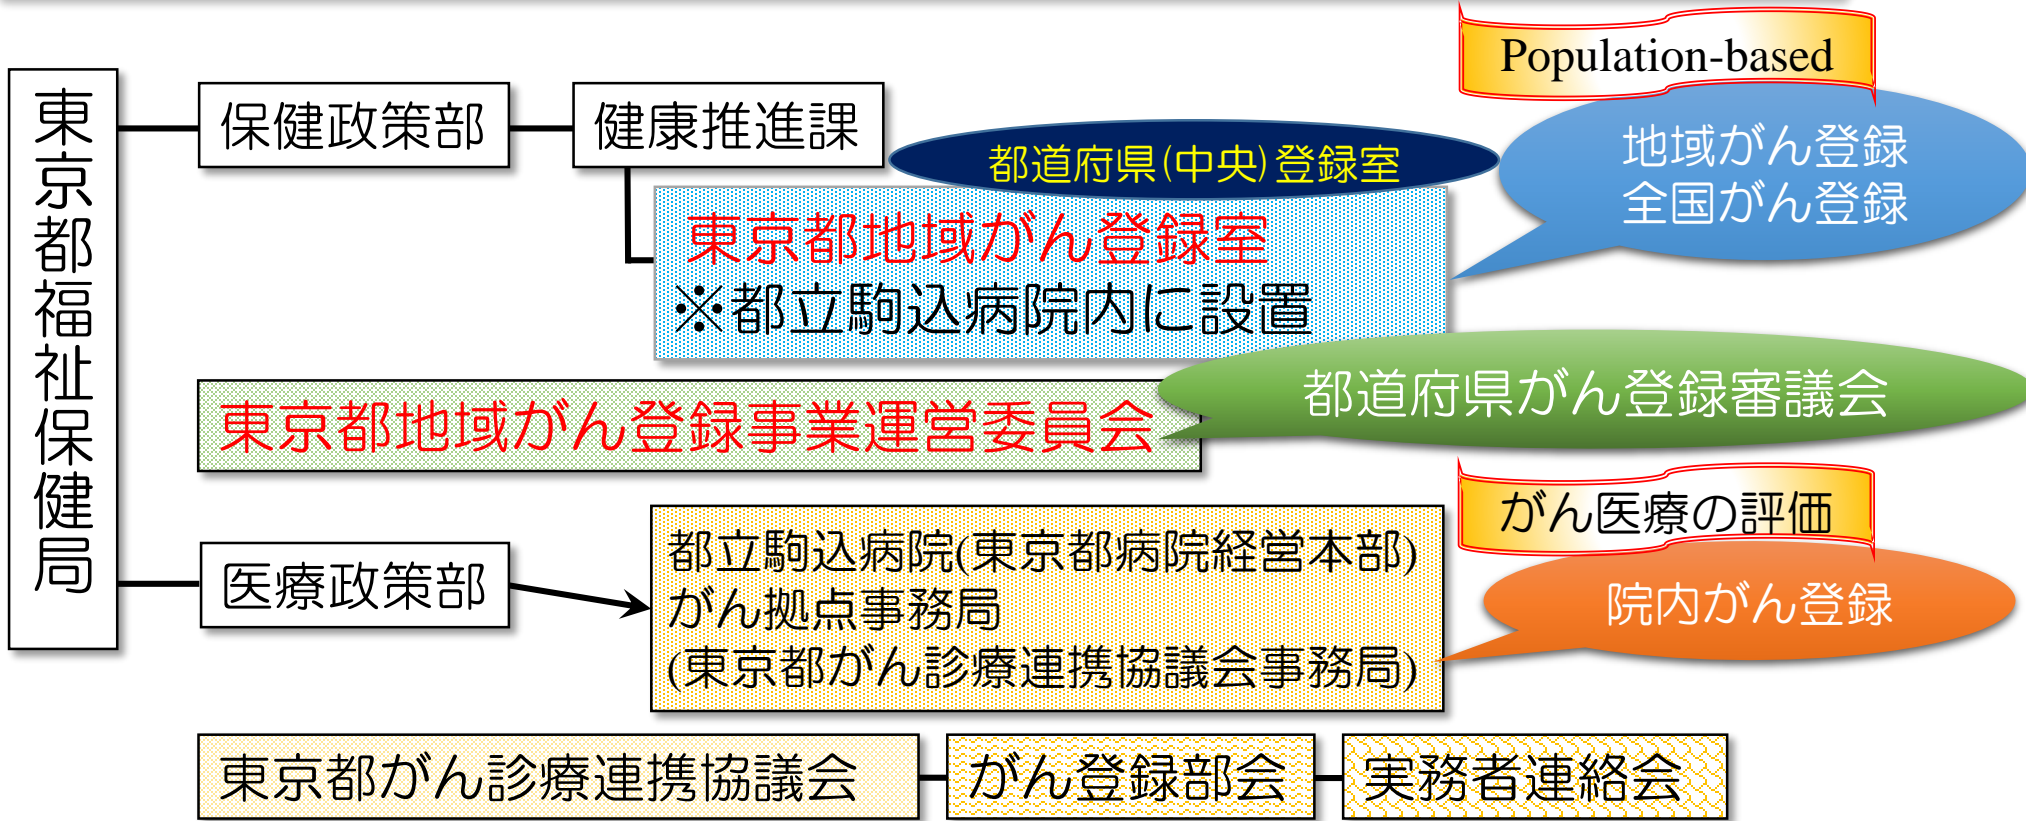 Population-based
東京都福祉保健局
保健政策部
健康推進課
都道府県(中央)登録室
地域がん登録
全国がん登録
東京都地域がん登録室
※都立駒込病院内に設置
都道府県がん登録審議会
東京都地域がん登録事業運営委員会
がん医療の評価
医療政策部
都立駒込病院(東京都病院経営本部)
がん拠点事務局
(東京都がん診療連携協議会事務局)
院内がん登録
東京都がん診療連携協議会
がん登録部会
実務者連絡会